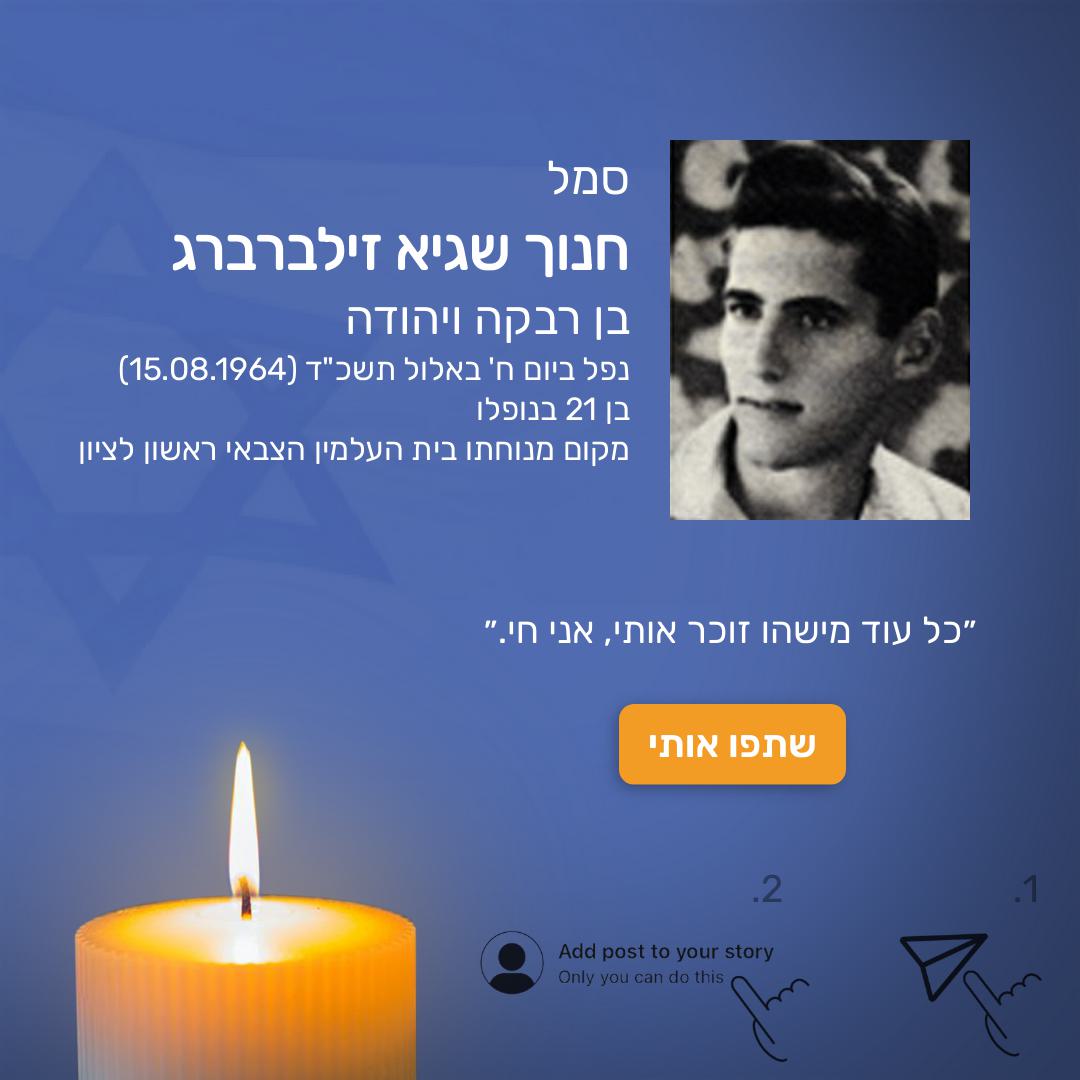 סמל
חנוך שגיא זילברברג
בן רבקה ויהודה
נפל ביום ח' באלול תשכ"ד (15.08.1964)
בן 21 בנופלו
מקום מנוחתו בית העלמין הצבאי ראשון לציון
״כל עוד מישהו זוכר אותי, אני חי.״
שתפו אותי
.1
.2
Add post to your story
Only you can do this